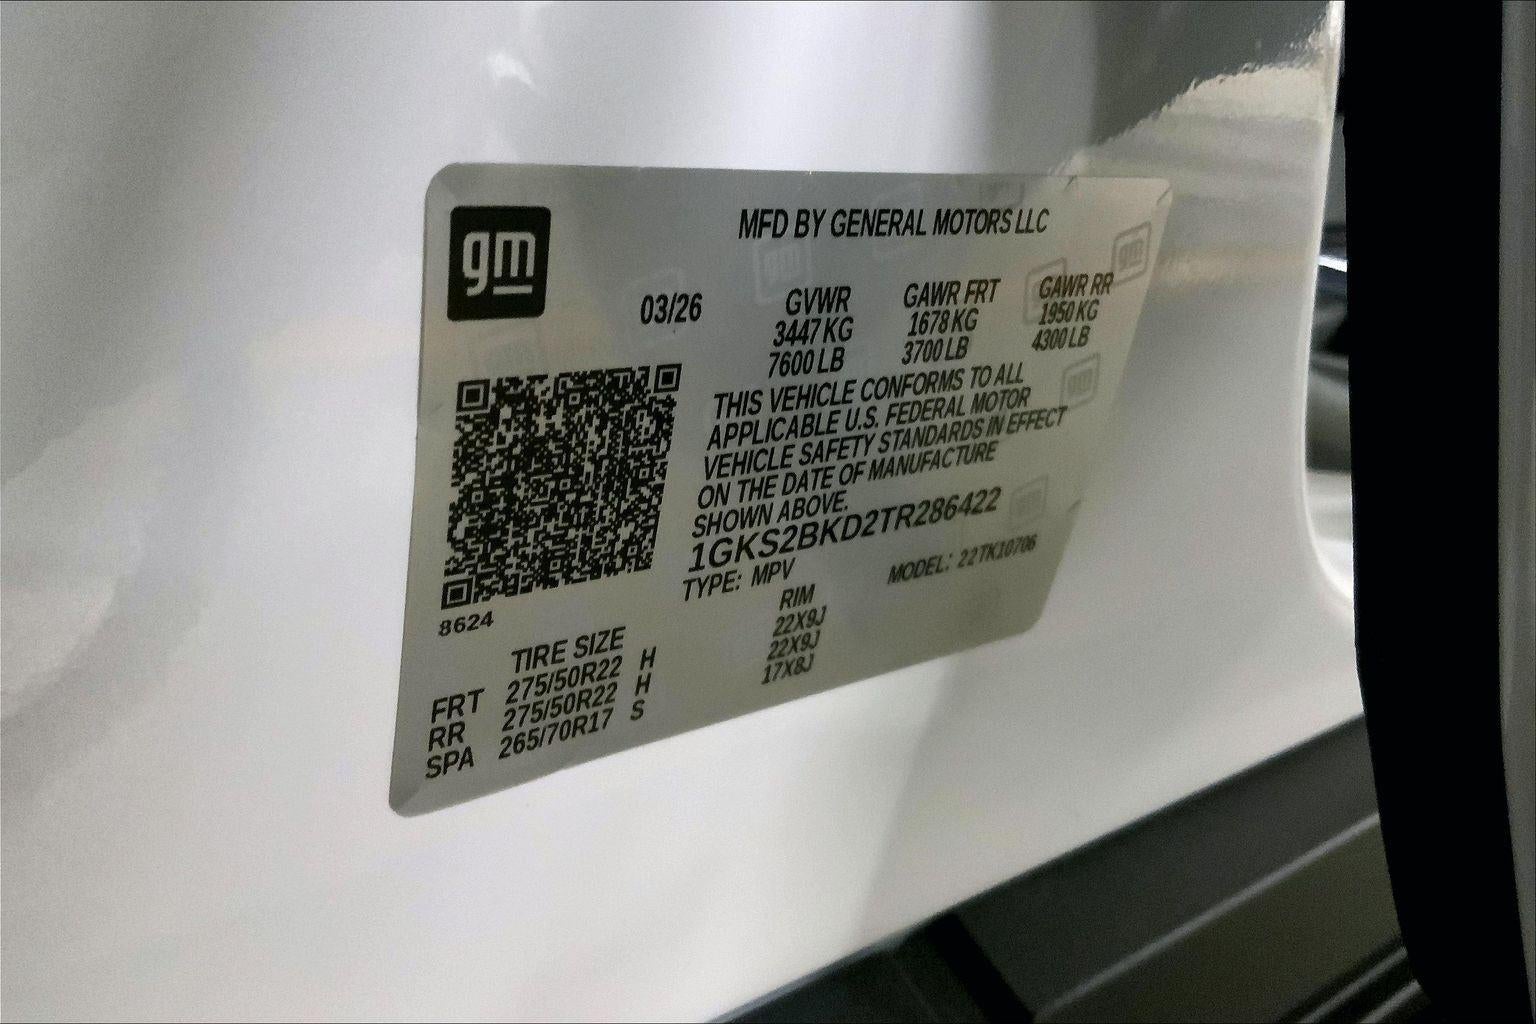 gm
MFD BY GENERAL MOTORS LLC
03/26 GVWR GAWR FRT GAWR RR
3447 KG 1678 KG 1950 KG
7600 LB 3700 LB 4300 LB
THIS VEHICLE CONFORMS TO ALL
APPLICABLE U.S. FEDERAL MOTOR
VEHICLE SAFETY STANDARDS IN EFFECT
ON THE DATE OF MANUFACTURE
SHOWN ABOVE.
1GKS2BKD2TR286422
TYPE: MPV MODEL: 22TK10706
8624
TIRE SIZE RIM
FRT 275/50R22 H 22X9J
RR 275/50R22 H 22X9J
SPA 265/70R17 S 17X8J